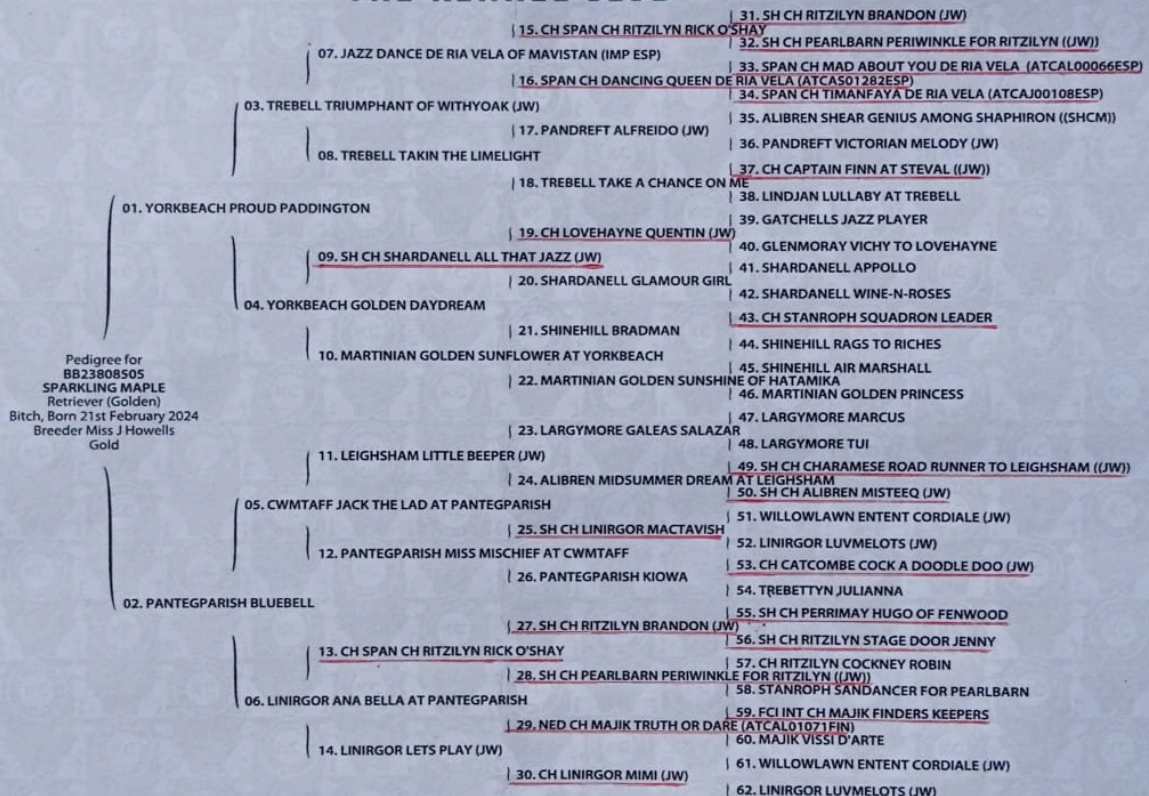 31. SH CH RITZILYN BRANDON (JW)
15. CH SPAN CH RITZILYN RICK O'SHAY
32. SH CH PEARLBARN PERIWINKLE FOR RITZILYN ((JW))
07. JAZZ DANCE DE RIA VELA OF MAVISTAN (IMP ESP)
33. SPAN CH MAD ABOUT YOU DE RIA VELA (ATCAL00066ESP)
16. SPAN CH DANCING QUEEN DE RIA VELA (ATCAS01282ESP)
34. SPAN CH TIMANFAYA DE RIA VELA (ATCAJ00108ESP)
03. TREBELL TRIUMPHANT OF WITHYOAK (JW)
35. ALIBREN SHEAR GENIUS AMONG SHAPHIRON ((SHCM))
17. PANDREFT ALFREIDO (JW)
36. PANDREFT VICTORIAN MELODY (JW)
08. TREBELL TAKIN THE LIMELIGHT
37. CH CAPTAIN FINN AT STEVAL ((JW))
18. TREBELL TAKE A CHANCE ON ME
38. LINDJAN LULLABY AT TREBELL
01. YORKBEACH PROUD PADDINGTON
39. GATCHELLS JAZZ PLAYER
19. CH LOVEHAYNE QUENTIN (JW)
40. GLENMORAY VICHY TO LOVEHAYNE
09. SH CH SHARDANELL ALL THAT JAZZ (JW)
41. SHARDANELL APPOLLO
20. SHARDANELL GLAMOUR GIRL
42. SHARDANELL WINE-N-ROSES
04. YORKBEACH GOLDEN DAYDREAM
43. CH STANROPH SQUADRON LEADER
21. SHINEHILL BRADMAN
44. SHINEHILL RAGS TO RICHES
10. MARTINIAN GOLDEN SUNFLOWER AT YORKBEACH
45. SHINEHILL AIR MARSHALL
22. MARTINIAN GOLDEN SUNSHINE OF HATAMIKA
46. MARTINIAN GOLDEN PRINCESS
Pedigree for
BB23808505
SPARKLING MAPLE
Retriever (Golden)
Bitch, Born 21st February 2024
Breeder Miss J Howells
Gold
47. LARGYMORE MARCUS
23. LARGYMORE GALEAS SALAZAR
48. LARGYMORE TUI
11. LEIGHSHAM LITTLE BEEPER (JW)
49. SH CH CHARAMESE ROAD RUNNER TO LEIGHSHAM ((JW))
24. ALIBREN MIDSUMMER DREAM AT LEIGHSHAM
50. SH CH ALIBREN MISTEEQ (JW)
05. CWMTAFF JACK THE LAD AT PANTEGPARISH
51. WILLOWLAWN ENTENT CORDIALE (JW)
25. SH CH LINIRGOR MACTAVISH
52. LINIRGOR LUVMELOTS (JW)
12. PANTEGPARISH MISS MISCHIEF AT CWMTAFF
53. CH CATCOMBE COCK A DOODLE DOO (JW)
26. PANTEGPARISH KIOWA
54. TREBETTYN JULIANNA
02. PANTEGPARISH BLUEBELL
55. SH CH PERRIMAY HUGO OF FENWOOD
27. SH CH RITZILYN BRANDON (JW)
56. SH CH RITZILYN STAGE DOOR JENNY
13. CH SPAN CH RITZILYN RICK O'SHAY
57. CH RITZILYN COCKNEY ROBIN
28. SH CH PEARLBARN PERIWINKLE FOR RITZILYN ((JW))
58. STANROPH SANDANCER FOR PEARLBARN
06. LINIRGOR ANA BELLA AT PANTEGPARISH
59. FCI INT CH MAJIK FINDERS KEEPERS
29. NED CH MAJIK TRUTH OR DARE (ATCAL01071FIN)
60. MAJIK VISSI D'ARTE
14. LINIRGOR LETS PLAY (JW)
61. WILLOWLAWN ENTENT CORDIALE (JW)
30. CH LINIRGOR MIMI (JW)
62. LINIRGOR LUVMELOTS (JW)